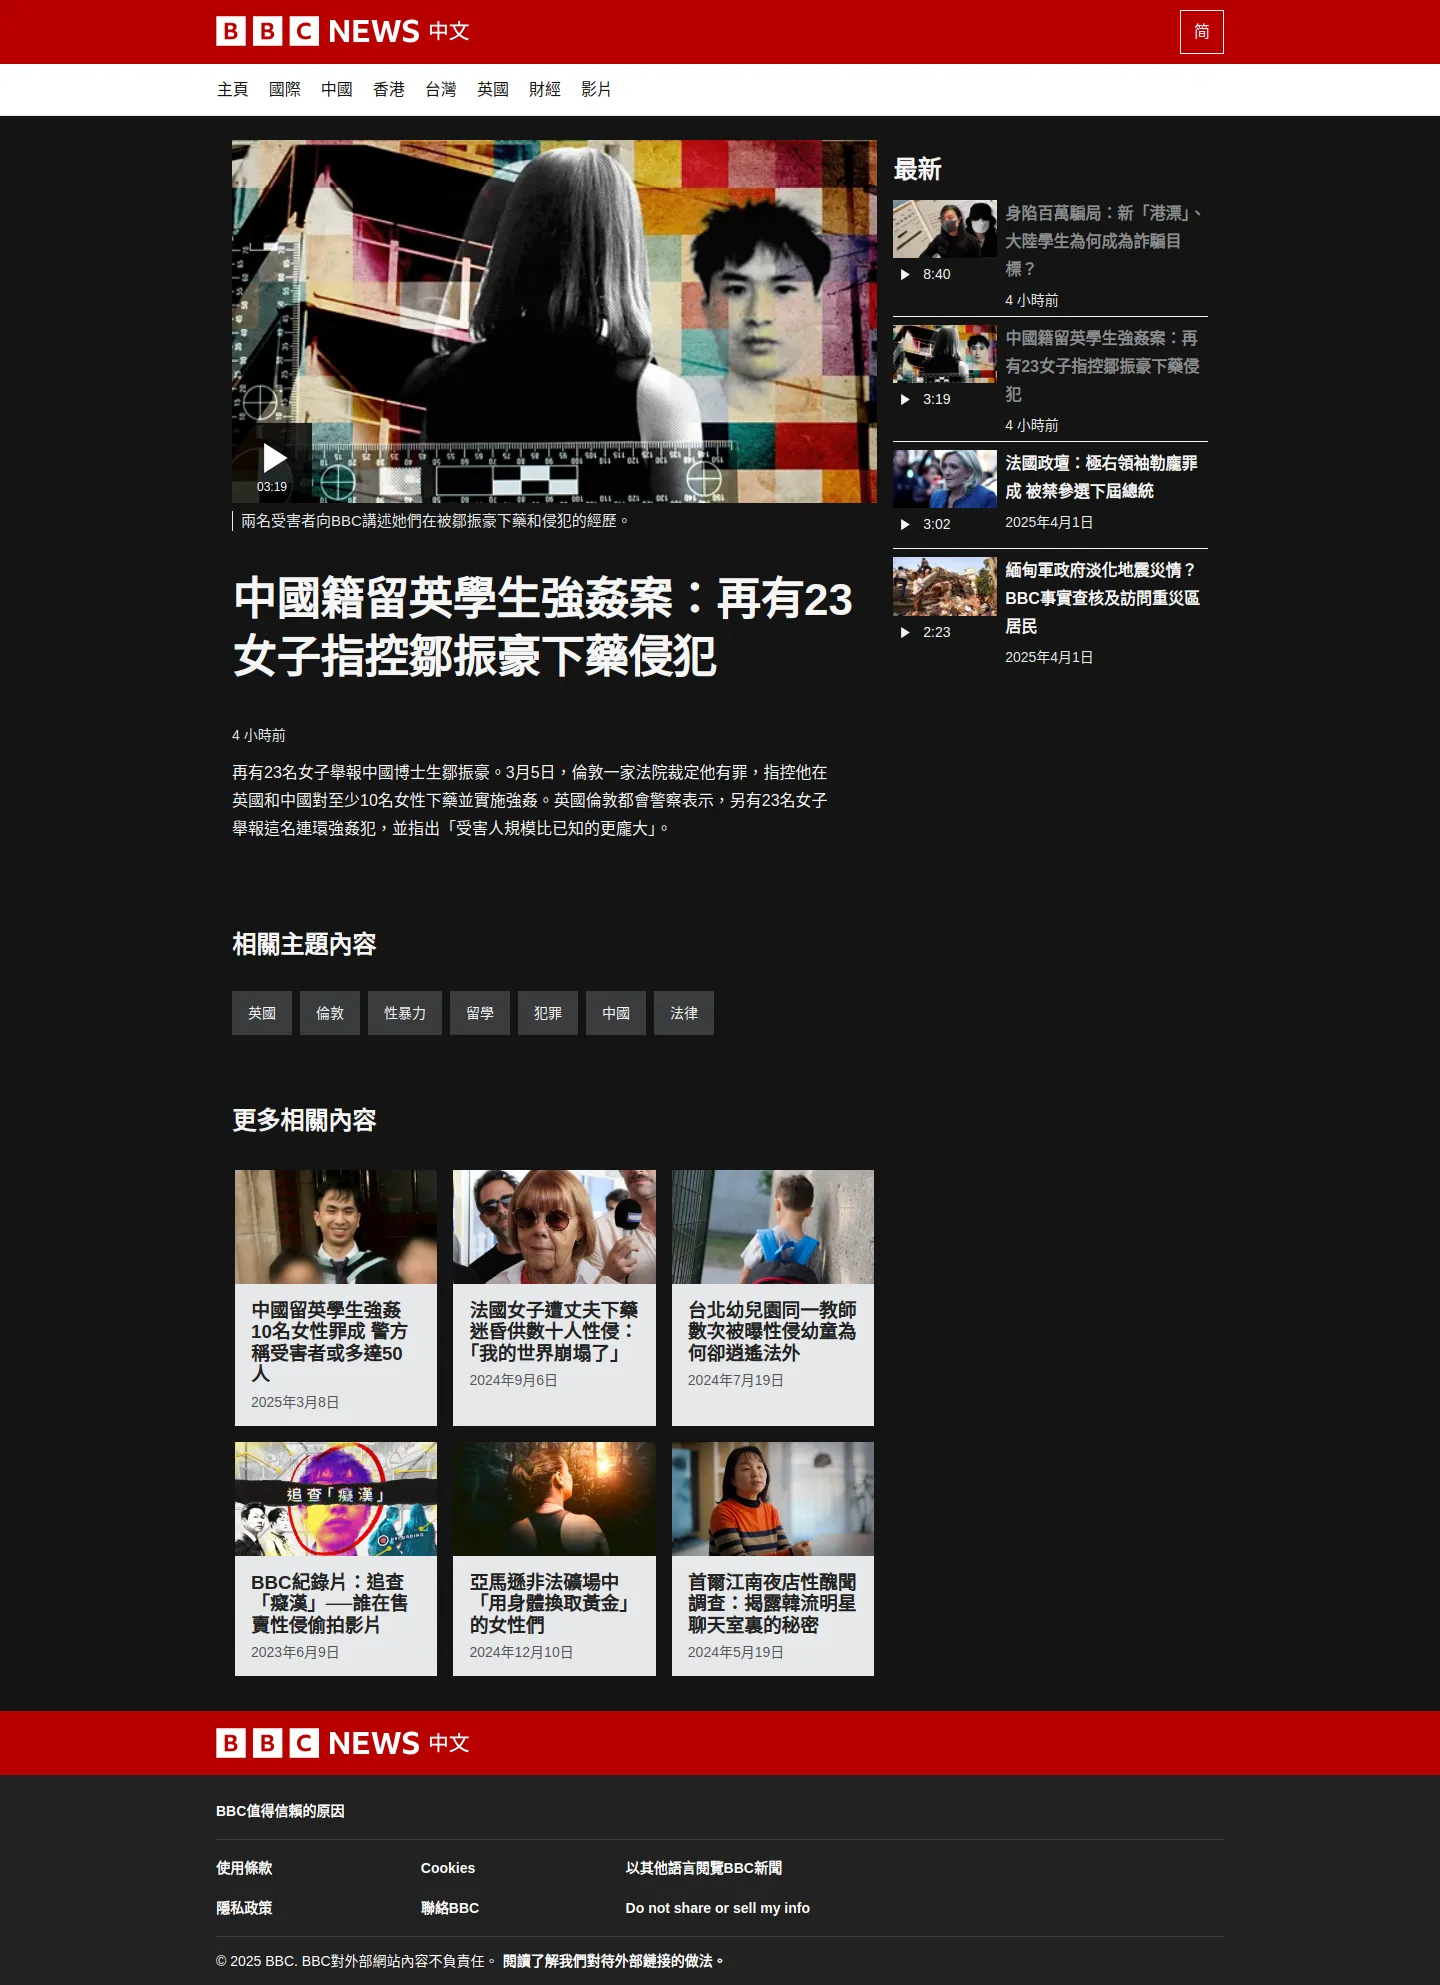 BBC NEWS 中文
简
主頁 國際 中國 香港 台灣 英國 財經 影片
03:19
兩名受害者向BBC講述她們在被鄒振豪下藥和侵犯的經歷。
中國籍留英學生強姦案：再有23
女子指控鄒振豪下藥侵犯
4 小時前
再有23名女子舉報中國博士生鄒振豪。3月5日，倫敦一家法院裁定他有罪，指控他在
英國和中國對至少10名女性下藥並實施強姦。英國倫敦都會警察表示，另有23名女子
舉報這名連環強姦犯，並指出「受害人規模比已知的更龐大」。
最新
身陷百萬騙局：新「港漂」、
大陸學生為何成為詐騙目
標？
8:40
4 小時前
中國籍留英學生強姦案：再
有23女子指控鄒振豪下藥侵
犯
3:19
4 小時前
法國政壇：極右領袖勒龐罪
成 被禁參選下屆總統
3:02
2025年4月1日
緬甸軍政府淡化地震災情？
BBC事實查核及訪問重災區
居民
2:23
2025年4月1日
相關主題內容
英國 倫敦 性暴力 留學 犯罪 中國 法律
更多相關內容
中國留英學生強姦
10名女性罪成 警方
稱受害者或多達50
人
2025年3月8日
法國女子遭丈夫下藥
迷昏供數十人性侵：
「我的世界崩塌了」
2024年9月6日
台北幼兒園同一教師
數次被曝性侵幼童為
何卻逍遙法外
2024年7月19日
追查「癡漢」
RECORDING
BBC紀錄片：追查
「癡漢」──誰在售
賣性侵偷拍影片
2023年6月9日
亞馬遜非法礦場中
「用身體換取黃金」
的女性們
2024年12月10日
首爾江南夜店性醜聞
調查：揭露韓流明星
聊天室裏的秘密
2024年5月19日
BBC NEWS 中文
BBC值得信賴的原因
使用條款 Cookies 以其他語言閱覽BBC新聞
隱私政策 聯絡BBC Do not share or sell my info
© 2025 BBC. BBC對外部網站內容不負責任。 閱讀了解我們對待外部鏈接的做法。